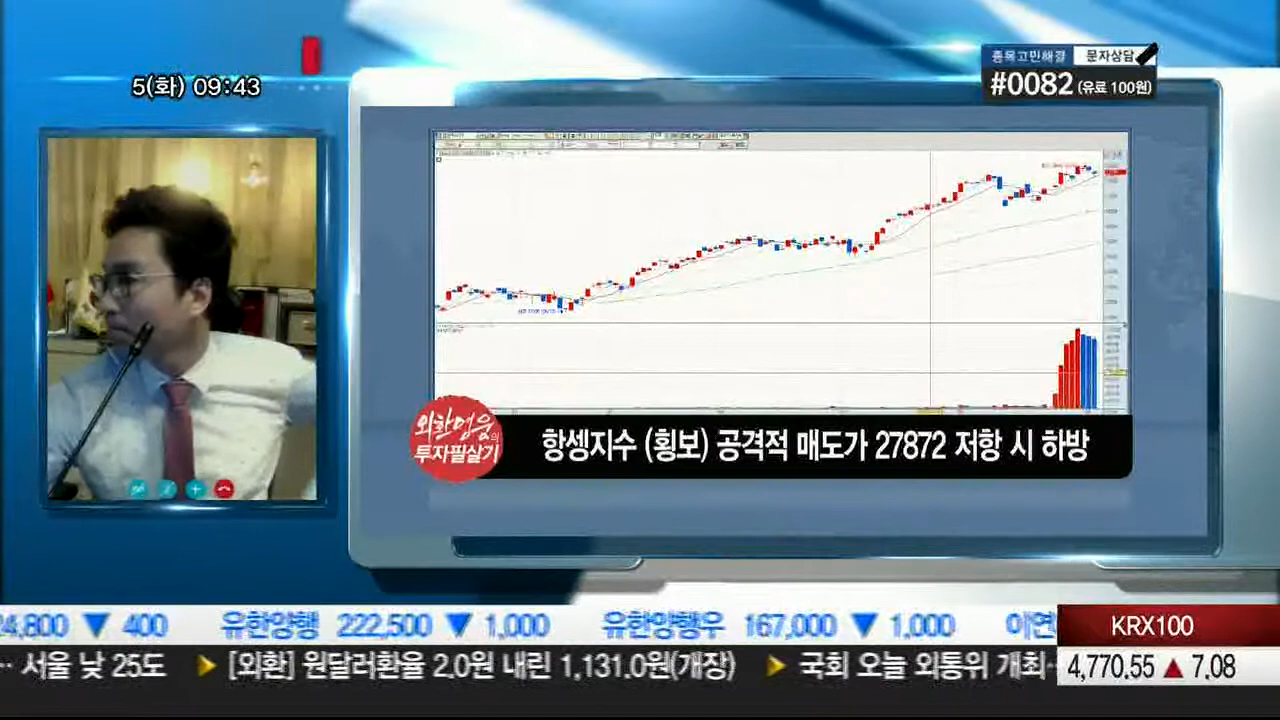 5(화) 09:43
종목고민해결 문자상담
#0082 (유료 100원)
외환영웅의
투자필살기
항셍지수 (횡보) 공격적 매도가 27872 저항 시 하방
24,800 ▼ 400 유한양행 222,500 ▼ 1,000 유한양행우 167,000 ▼ 1,000 이연
KRX100
·· 서울 낮 25도 ▶ [외환] 원달러환율 2.0원 내린 1,131.0원(개장) ▶ 국회 오늘 외통위 개최··
4,770.55 ▲ 7.08